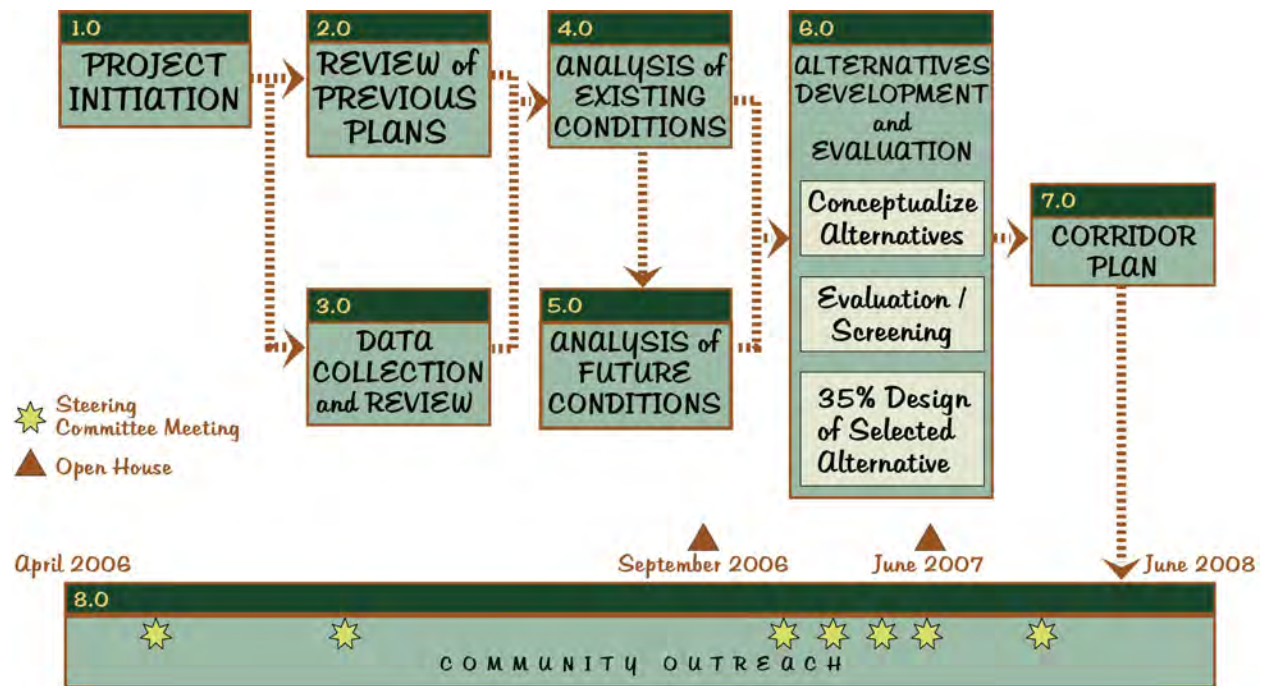 1.0
PROJECT
INITIATION
2.0
REVIEW of
PREVIOUS
PLANS
3.0
DATA
COLLECTION
and REVIEW
4.0
ANALYSIS of
EXISTING
CONDITIONS
5.0
ANALYSIS of
FUTURE
CONDITIONS
6.0
ALTERNATIVES
DEVELOPMENT
and
EVALUATION
Conceptualize
Alternatives
Evaluation /
Screening
35% Design
of Selected
Alternative
7.0
CORRIDOR
PLAN
Steering
Committee Meeting
Open House
April 2006
September 2006
June 2007
June 2008
8.0
COMMUNITY OUTREACH